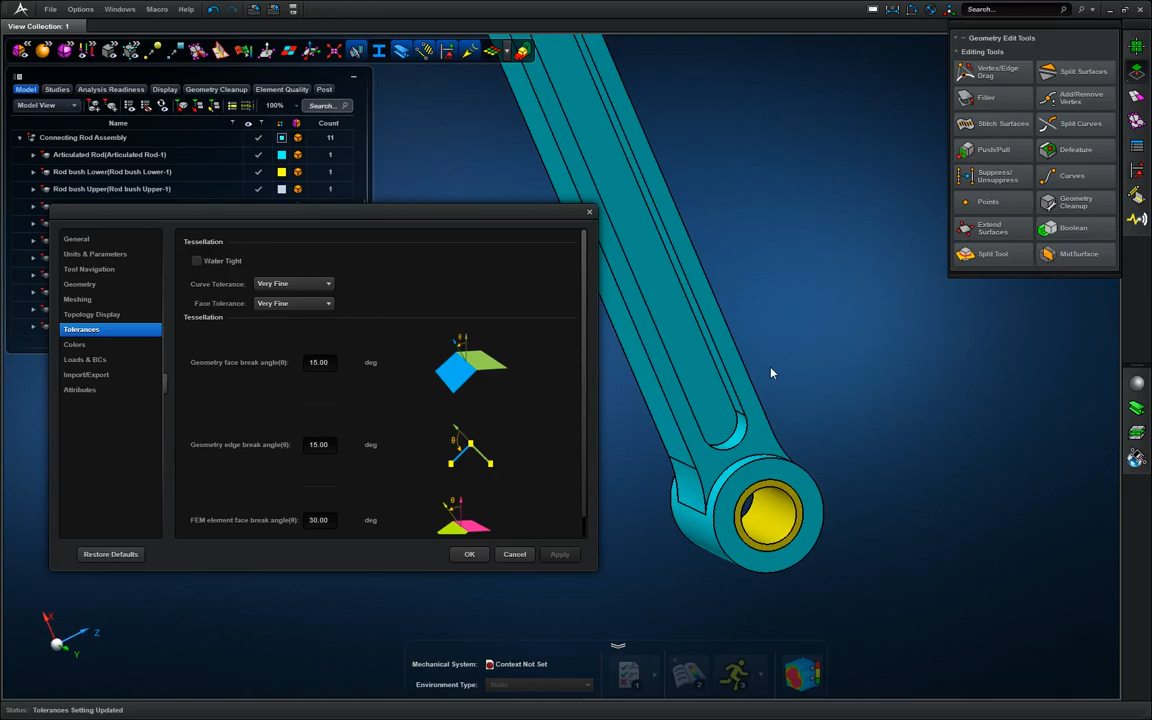 File
Options
Windows
Macro
Help
Search...
View Collection: 1
Model
Studies
Analysis Readiness
Display
Geometry Cleanup
Element Quality
Post
Model View
100%
Search...
Name
Count
Connecting Rod Assembly
11
Articulated Rod(Articulated Rod-1)
1
Rod bush Lower(Rod bush Lower-1)
1
Rod bush Upper(Rod bush Upper-1)
1
General
Units & Parameters
Tool Navigation
Geometry
Meshing
Topology Display
Tolerances
Colors
Loads & BCs
Import/Export
Attributes
Tessellation
Water Tight
Curve Tolerance:
Very Fine
Face Tolerance:
Very Fine
Tessellation
Geometry face break angle(θ):
15.00
deg
θ
Geometry edge break angle(θ):
15.00
deg
θ
FEM element face break angle(θ):
30.00
deg
θ
Restore Defaults
OK
Cancel
Apply
Geometry Edit Tools
Editing Tools
Vertex/Edge
Drag
Split Surfaces
Filler
Add/Remove
Vertex
Stitch Surfaces
Split Curves
Push/Pull
Defeature
Suppress/
Unsuppress
Curves
Points
Geometry
Cleanup
Extend
Surfaces
Boolean
Split Tool
MidSurface
X
Z
Y
Mechanical System:
Context Not Set
Environment Type:
Static
1
2
3
Status: Tolerances Setting Updated